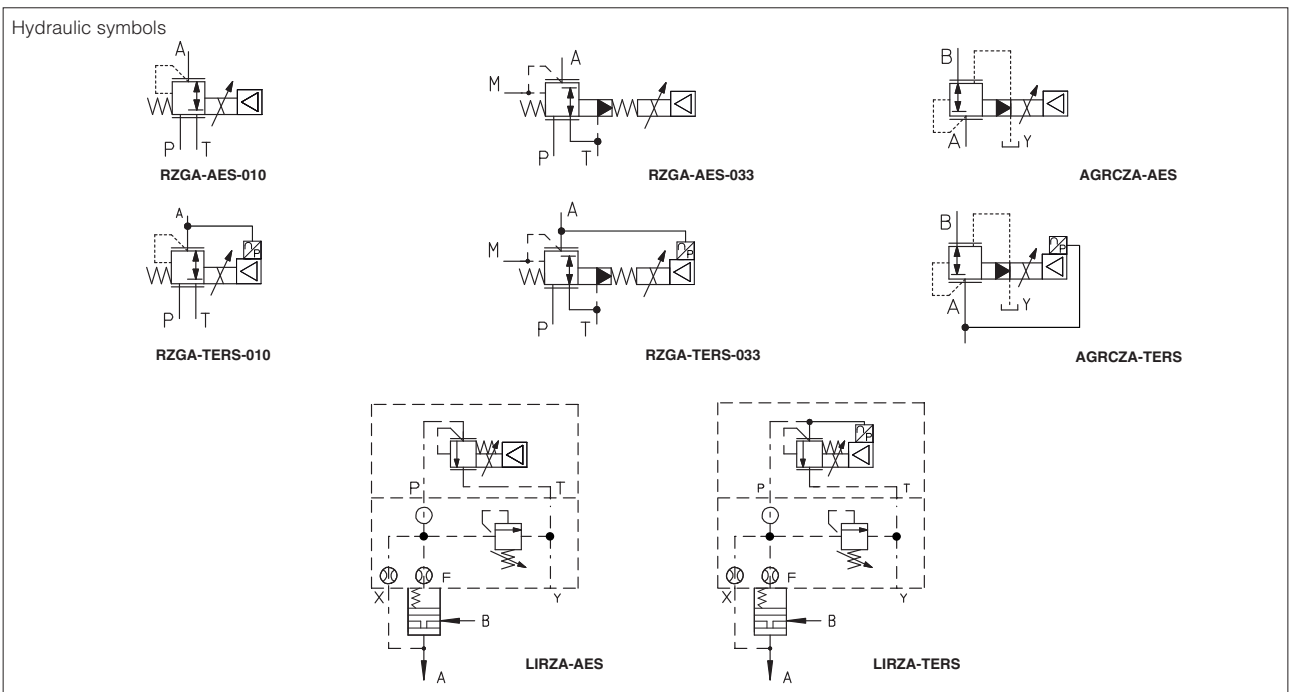 Hydraulic symbols
A
P T
RZGA-AES-010
M
A
P T
RZGA-AES-033
B
A Y
AGRCZA-AES
A
P
P T
RZGA-TERS-010
M
A
P
P T
RZGA-TERS-033
B
P
A Y
AGRCZA-TERS
P T
X F Y
B
A
LIRZA-AES
P
P T
X F Y
B
A
LIRZA-TERS